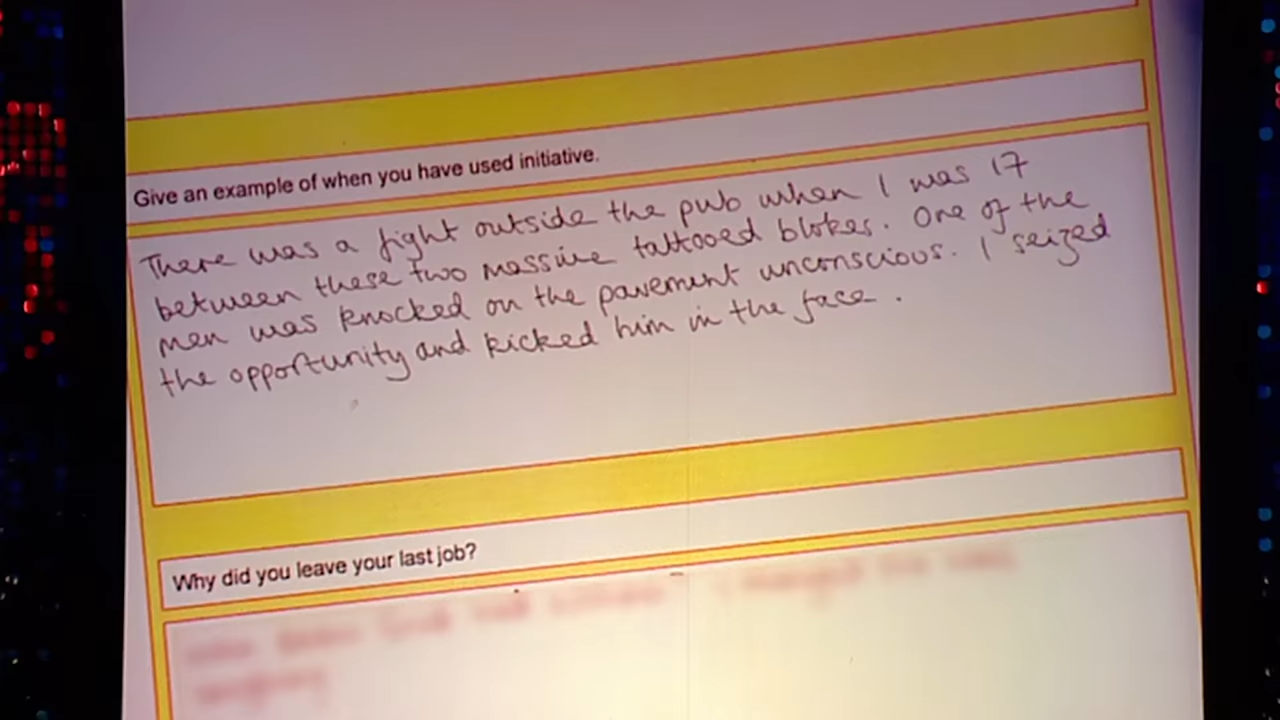 Give an example of when you have used initiative.
There was a fight outside the pub when I was 17
between these two massive tattooed blokes. One of the
men was knocked on the pavement unconscious. I seized
the opportunity and kicked him in the face.
Why did you leave your last job?